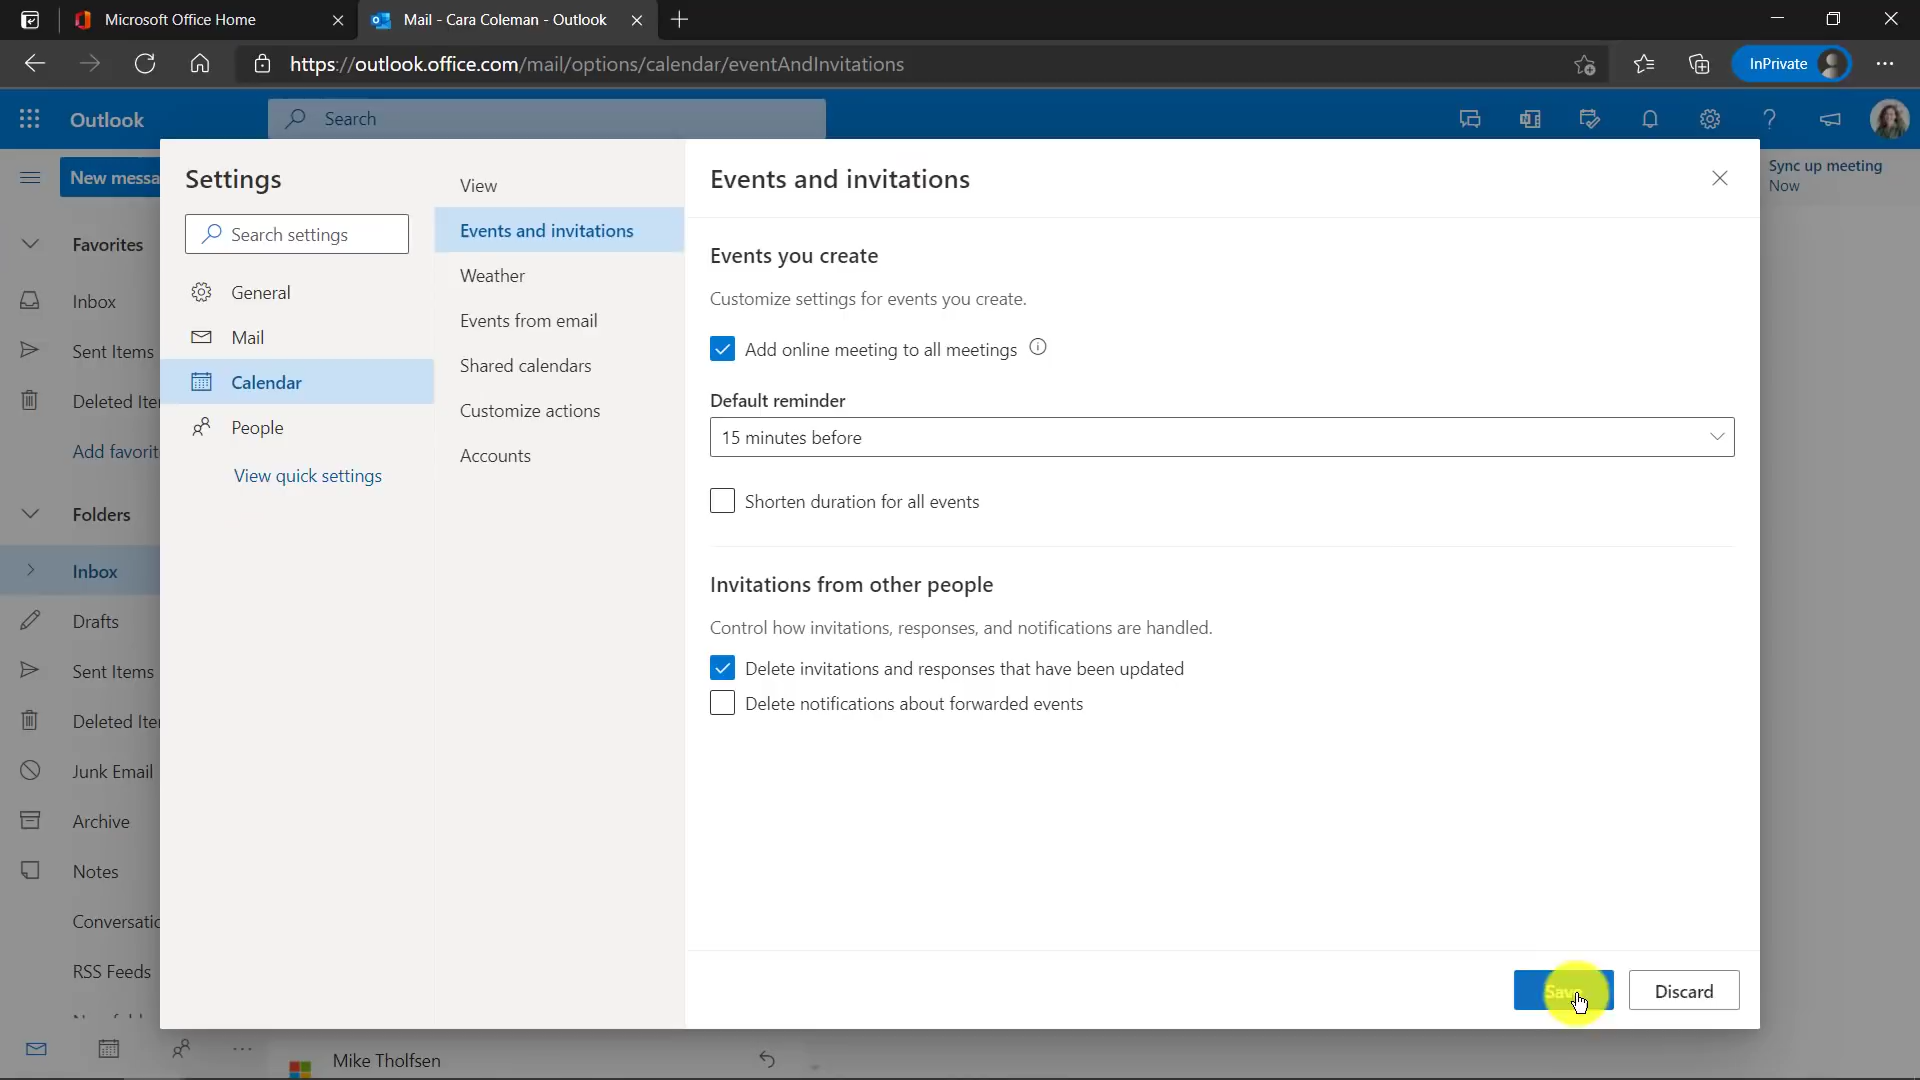 Microsoft Office Home
Mail - Cara Coleman - Outlook
https://outlook.office.com/mail/options/calendar/eventAndInvitations
InPrivate
Outlook
Search
New messa
Sync up meeting
Now
Favorites
Inbox
Sent Items
Deleted Ite
Add favorit
Folders
Inbox
Drafts
Sent Items
Deleted Ite
Junk Email
Archive
Notes
Conversatio
RSS Feeds
Settings
Search settings
General
Mail
Calendar
People
View quick settings
View
Events and invitations
Weather
Events from email
Shared calendars
Customize actions
Accounts
Events and invitations
Events you create
Customize settings for events you create.
Add online meeting to all meetings
Default reminder
15 minutes before
Shorten duration for all events
Invitations from other people
Control how invitations, responses, and notifications are handled.
Delete invitations and responses that have been updated
Delete notifications about forwarded events
Save
Discard
Mike Tholfsen